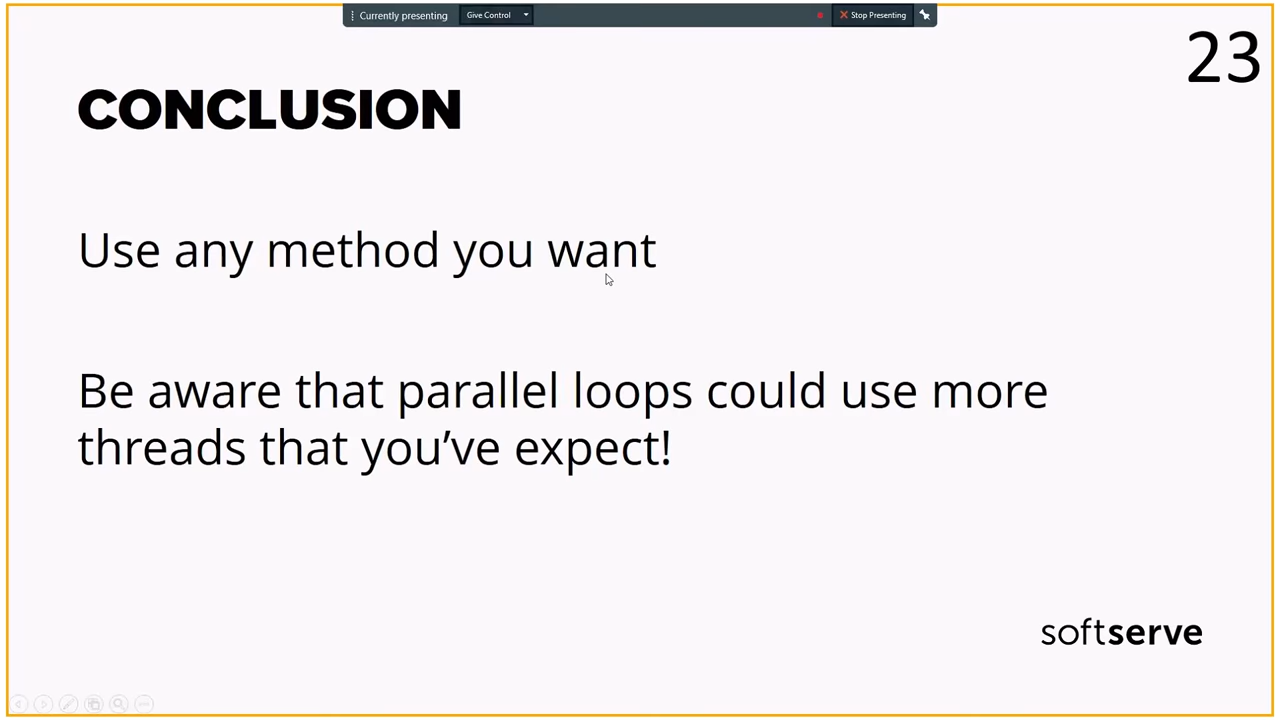 Currently presenting Give Control Stop Presenting
23
CONCLUSION
Use any method you want
Be aware that parallel loops could use more
threads that you’ve expect!
softserve